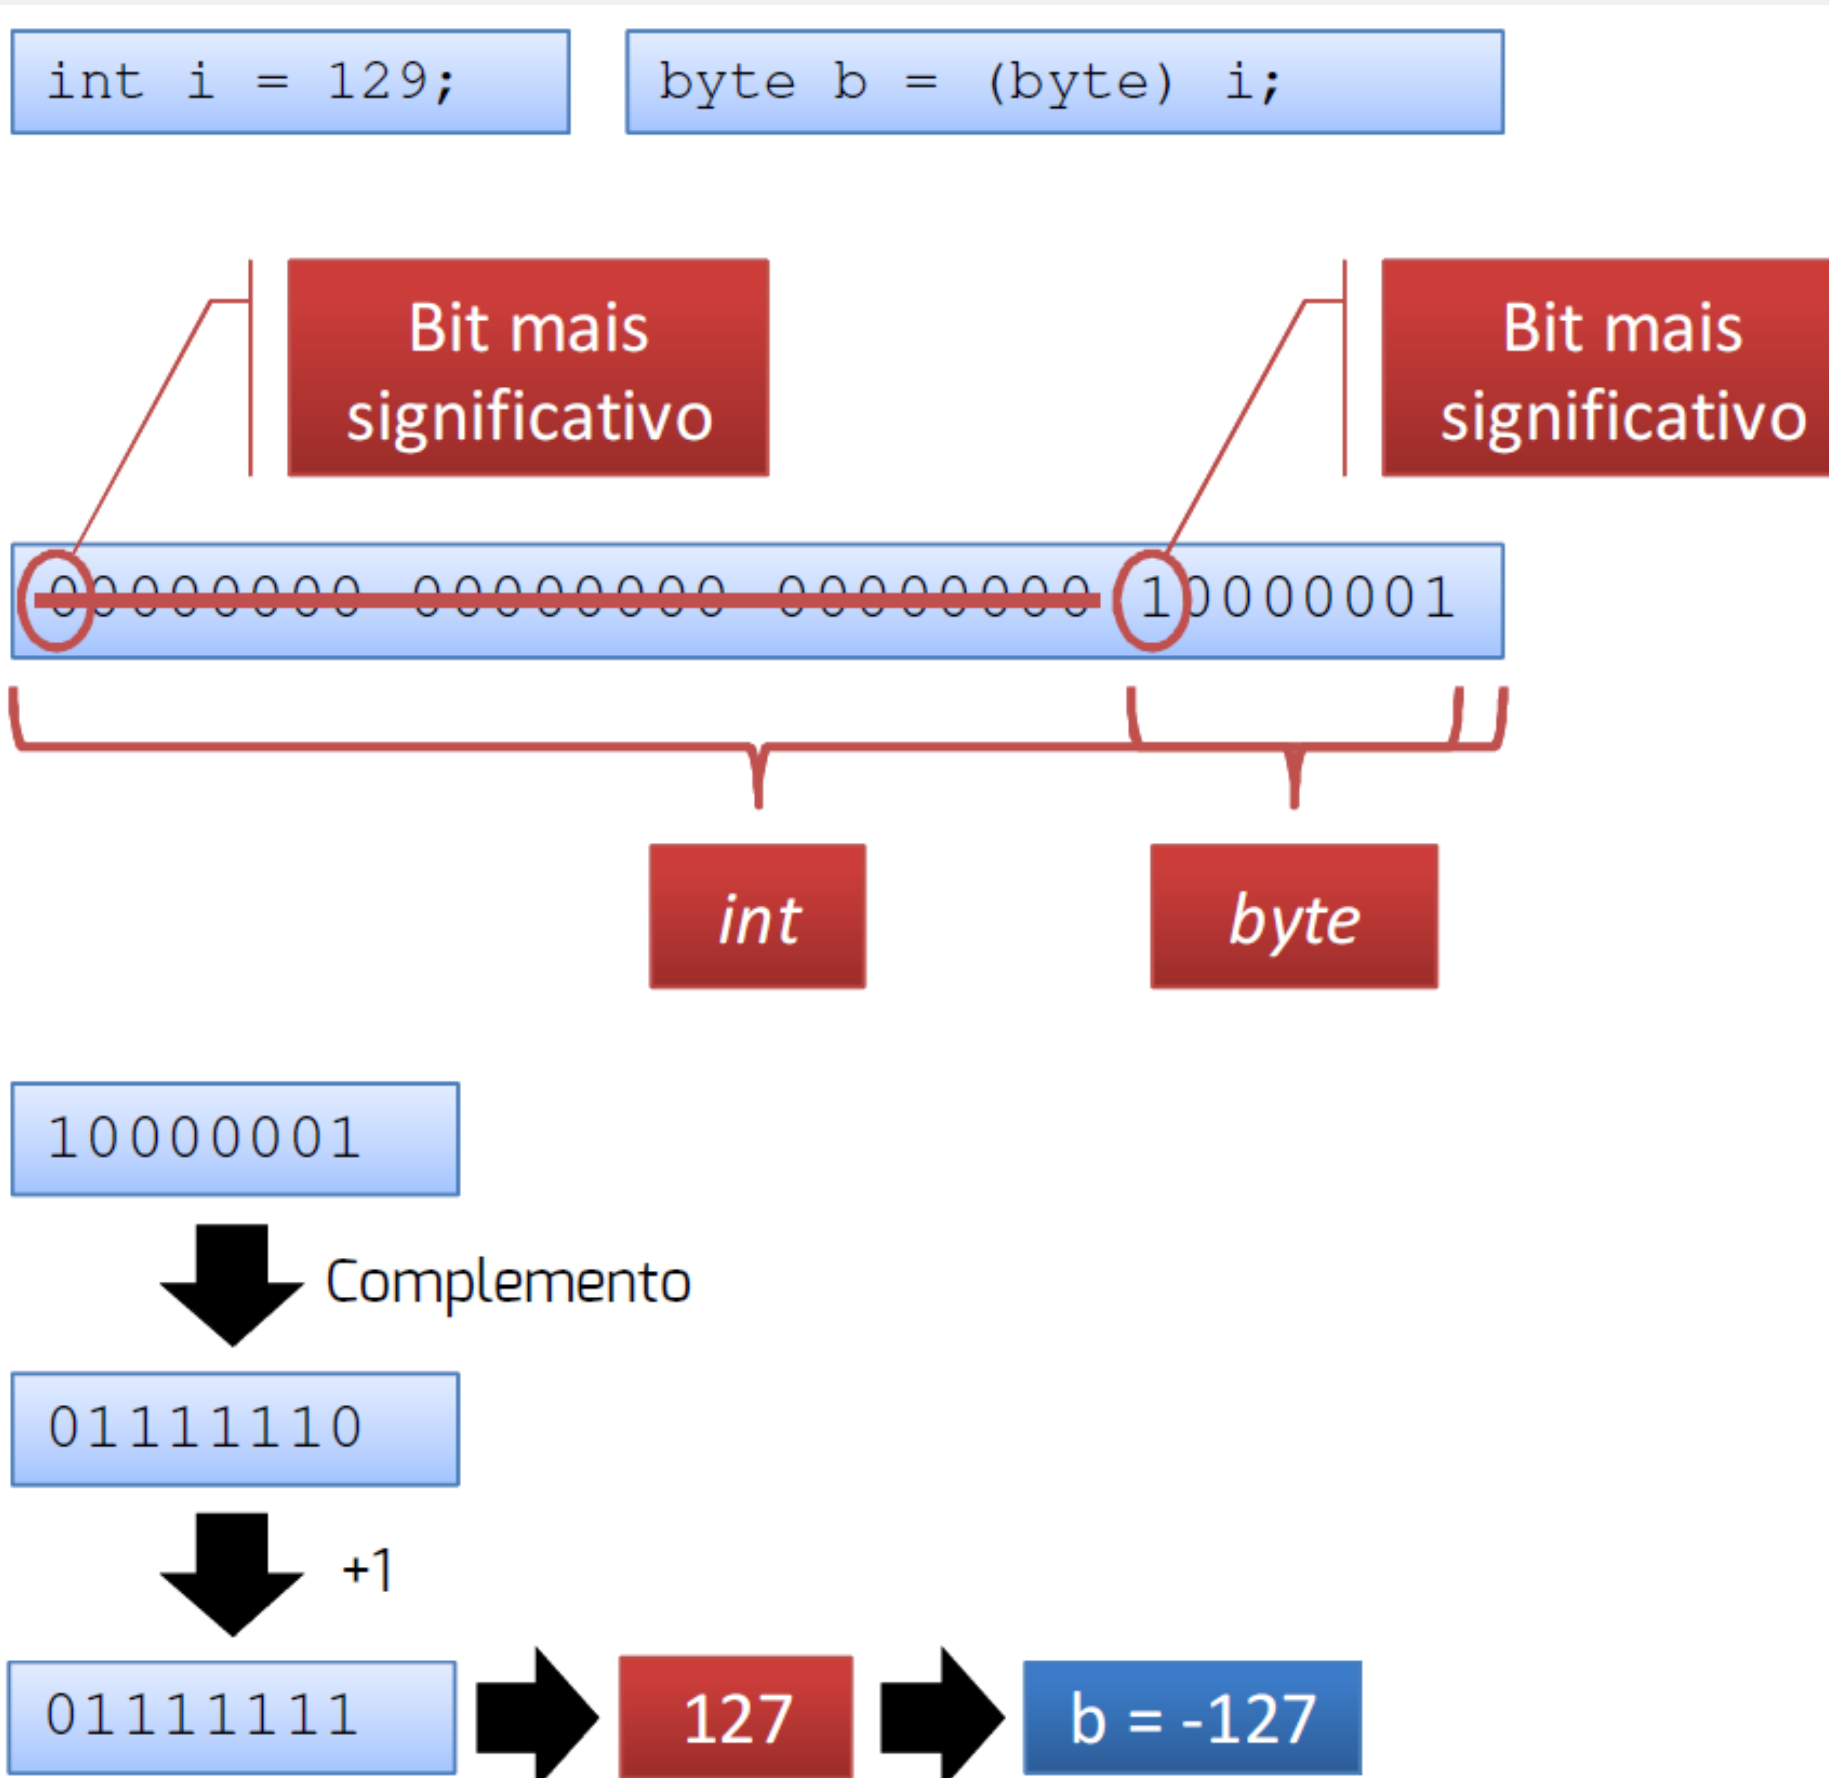 int i = 129;
byte b = (byte) i;
Bit mais
significativo
Bit mais
significativo
00000000 00000000 00000000 10000001
int
byte
10000001
Complemento
01111110
+1
01111111
127
b = -127